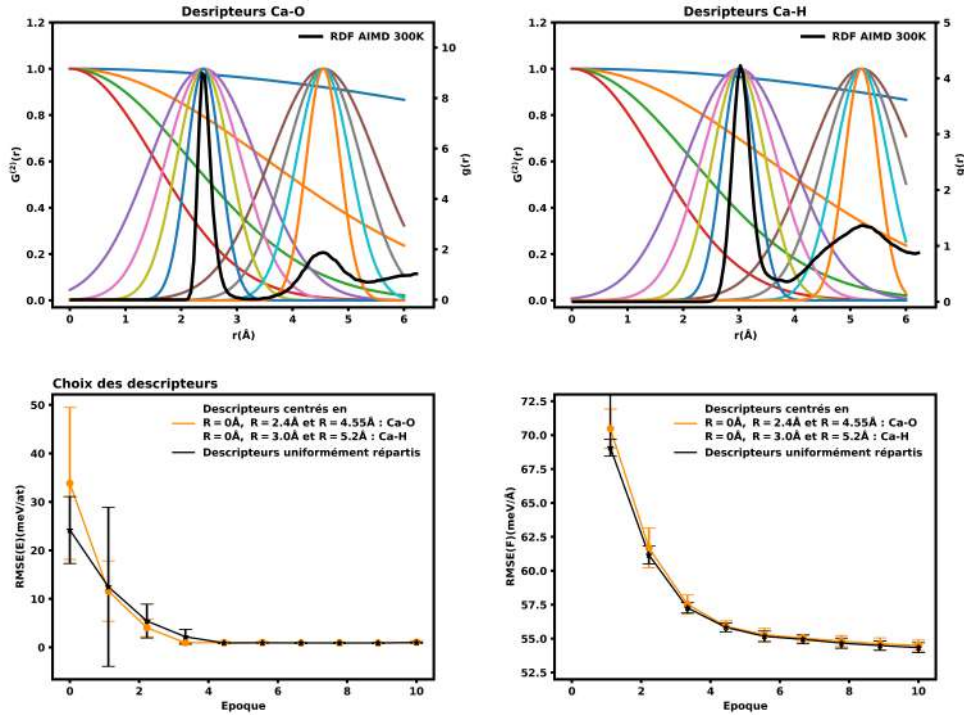 Desripteurs Ca-O
1.2
1.0
0.8
0.6
0.4
0.2
0.0
G(2)(r)
RDF AIMD 300K
10
8
6
4
2
0
g(r)
0 1 2 3 4 5 6
r(Å)
Desripteurs Ca-H
1.2
1.0
0.8
0.6
0.4
0.2
0.0
G(2)(r)
RDF AIMD 300K
5
4
3
2
1
0
g(r)
0 1 2 3 4 5 6
r(Å)
Choix des descripteurs
50
40
30
20
10
0
RMSE(E)(meV/at)
Descripteurs centrés en
R = 0Å, R = 2.4Å et R = 4.55Å : Ca-O
R = 0Å, R = 3.0Å et R = 5.2Å : Ca-H
Descripteurs uniformément répartis
0 2 4 6 8 10
Epoque
72.5
70.0
67.5
65.0
62.5
60.0
57.5
55.0
52.5
RMSE(F)(meV/Å)
Descripteurs centrés en
R = 0Å, R = 2.4Å et R = 4.55Å : Ca-O
R = 0Å, R = 3.0Å et R = 5.2Å : Ca-H
Descripteurs uniformément répartis
0 2 4 6 8 10
Epoque